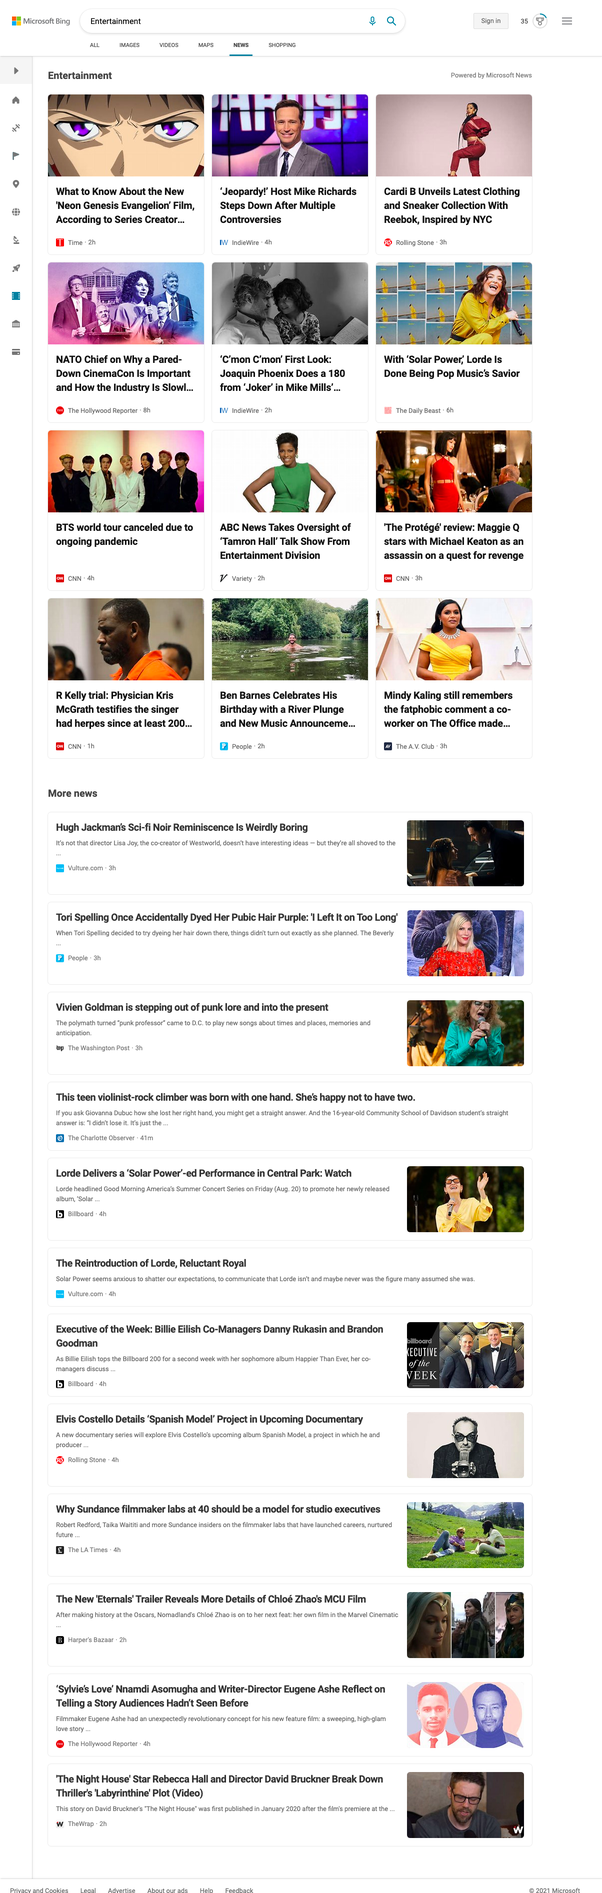 Microsoft Bing
Entertainment
Sign in
35
ALL IMAGES VIDEOS MAPS NEWS SHOPPING
Entertainment
Powered by Microsoft News
What to Know About the New
'Neon Genesis Evangelion' Film,
According to Series Creator...
Time · 2h
'Jeopardy!' Host Mike Richards
Steps Down After Multiple
Controversies
IndieWire · 4h
Cardi B Unveils Latest Clothing
and Sneaker Collection With
Reebok, Inspired by NYC
Rolling Stone · 3h
NATO Chief on Why a Pared-
Down CinemaCon Is Important
and How the Industry Is Slowl...
The Hollywood Reporter · 8h
'C'mon C'mon' First Look:
Joaquin Phoenix Does a 180
from 'Joker' in Mike Mills'...
IndieWire · 2h
With 'Solar Power,' Lorde Is
Done Being Pop Music's Savior
The Daily Beast · 6h
BTS world tour canceled due to
ongoing pandemic
CNN · 4h
ABC News Takes Oversight of
'Tamron Hall' Talk Show From
Entertainment Division
Variety · 2h
'The Protégé' review: Maggie Q
stars with Michael Keaton as an
assassin on a quest for revenge
CNN · 3h
R Kelly trial: Physician Kris
McGrath testifies the singer
had herpes since at least 200...
CNN · 1h
Ben Barnes Celebrates His
Birthday with a River Plunge
and New Music Announceme...
People · 2h
Mindy Kaling still remembers
the fatphobic comment a co-
worker on The Office made...
The A.V. Club · 3h
More news
Hugh Jackman's Sci-fi Noir Reminiscence Is Weirdly Boring
It's not that director Lisa Joy, the co-creator of Westworld, doesn't have interesting ideas — but they're all shoved to the
...
Vulture.com · 3h
Tori Spelling Once Accidentally Dyed Her Pubic Hair Purple: 'I Left It on Too Long'
When Tori Spelling decided to try dyeing her hair down there, things didn't turn out exactly as she planned. The Beverly
...
People · 3h
Vivien Goldman is stepping out of punk lore and into the present
The polymath turned "punk professor" came to D.C. to play new songs about times and places, memories and
anticipation.
The Washington Post · 3h
This teen violinist-rock climber was born with one hand. She's happy not to have two.
If you ask Giovanna Dubuc how she lost her right hand, you might get a straight answer. And the 16-year-old Community School of Davidson student's straight
answer is: "I didn't lose it. It's just the ...
The Charlotte Observer · 41m
Lorde Delivers a 'Solar Power'-ed Performance in Central Park: Watch
Lorde headlined Good Morning America's Summer Concert Series on Friday (Aug. 20) to promote her newly released
album, 'Solar ...
Billboard · 4h
The Reintroduction of Lorde, Reluctant Royal
Solar Power seems anxious to shatter our expectations, to communicate that Lorde isn't and maybe never was the figure many assumed she was.
Vulture.com · 4h
Executive of the Week: Billie Eilish Co-Managers Danny Rukasin and Brandon
Goodman
As Billie Eilish tops the Billboard 200 for a second week with her sophomore album Happier Than Ever, her co-
managers discuss ...
Billboard · 4h
billboard
EXECUTIVE
of the
WEEK
Elvis Costello Details 'Spanish Model' Project in Upcoming Documentary
A new documentary series will explore Elvis Costello's upcoming album Spanish Model, a project in which he and
producer ...
Rolling Stone · 4h
Why Sundance filmmaker labs at 40 should be a model for studio executives
Robert Redford, Taika Waititi and more Sundance insiders on the filmmaker labs that have launched careers, nurtured
future ...
The LA Times · 4h
The New 'Eternals' Trailer Reveals More Details of Chloé Zhao's MCU Film
After making history at the Oscars, Nomadland's Chloé Zhao is on to her next feat: her own film in the Marvel Cinematic
...
Harper's Bazaar · 2h
'Sylvie's Love' Nnamdi Asomugha and Writer-Director Eugene Ashe Reflect on
Telling a Story Audiences Hadn't Seen Before
Filmmaker Eugene Ashe had an unexpectedly revolutionary concept for his new feature film: a sweeping, high-glam
love story ...
The Hollywood Reporter · 4h
'The Night House' Star Rebecca Hall and Director David Bruckner Break Down
Thriller's 'Labyrinthine' Plot (Video)
This story on David Bruckner's "The Night House" was first published in January 2020 after the film's premiere at the ...
TheWrap · 2h
Privacy and Cookies Legal Advertise About our ads Help Feedback
© 2021 Microsoft